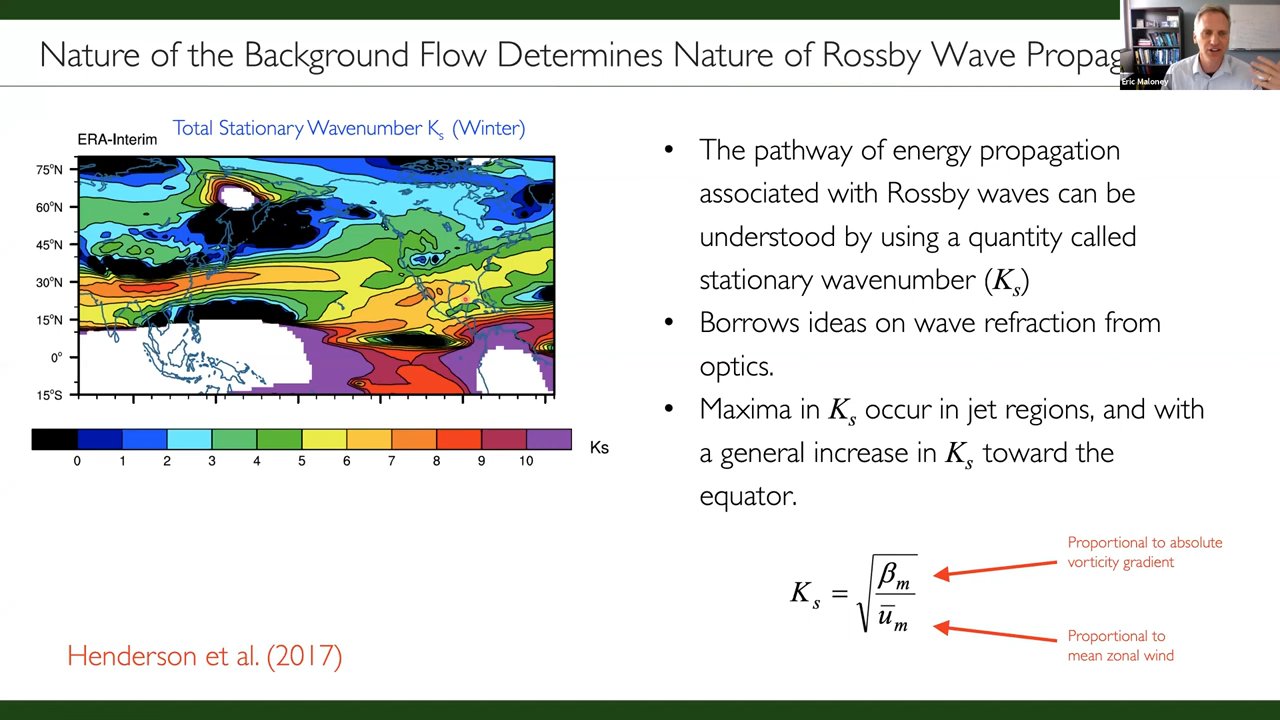 Nature of the Background Flow Determines Nature of Rossby Wave Propag
Eric Maloney
ERA-Interim
Total Stationary Wavenumber Ks (Winter)
75°N
60°N
45°N
30°N
15°N
0°
15°S
0 1 2 3 4 5 6 7 8 9 10
Ks
• The pathway of energy propagation
associated with Rossby waves can be
understood by using a quantity called
stationary wavenumber (Ks)
• Borrows ideas on wave refraction from
optics.
• Maxima in Ks occur in jet regions, and with
a general increase in Ks toward the
equator.
Ks = √(βm / ūm)
Proportional to absolute
vorticity gradient
Proportional to
mean zonal wind
Henderson et al. (2017)